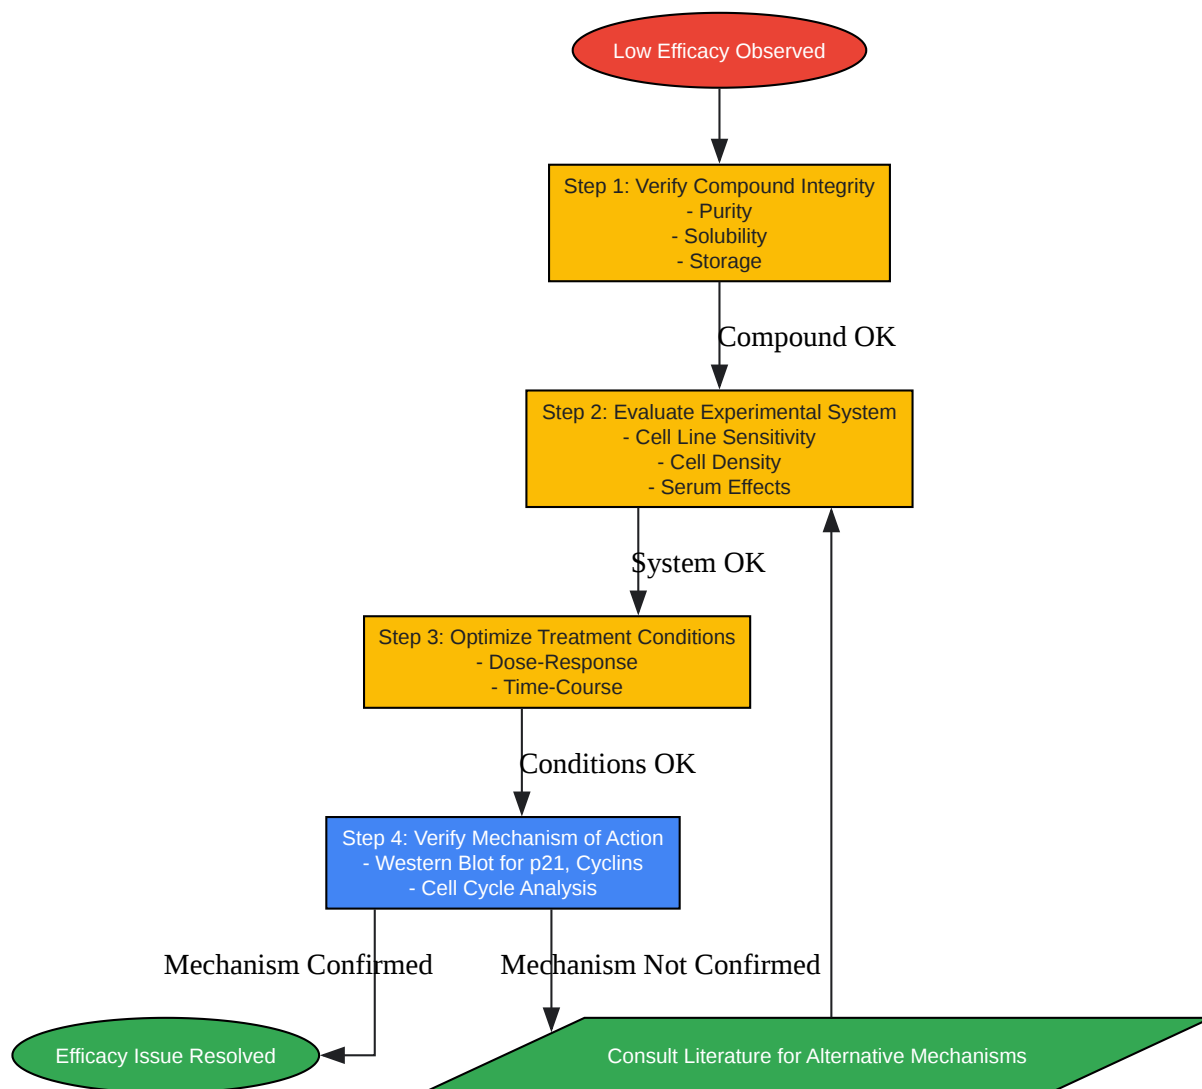 Low Efficacy Observed
Step 1: Verify Compound Integrity
- Purity
- Solubility
- Storage
Compound OK
Step 2: Evaluate Experimental System
- Cell Line Sensitivity
- Cell Density
- Serum Effects
System OK
Step 3: Optimize Treatment Conditions
- Dose-Response
- Time-Course
Conditions OK
Step 4: Verify Mechanism of Action
- Western Blot for p21, Cyclins
- Cell Cycle Analysis
Mechanism Confirmed
Mechanism Not Confirmed
Efficacy Issue Resolved
Consult Literature for Alternative Mechanisms